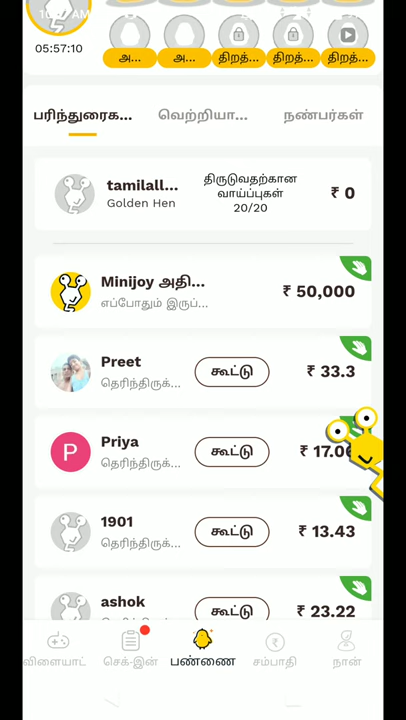 05:57:10
அ... அ... திறத்... திறத்... திறத்...
பரிந்துரைக... வெற்றியா... நண்பர்கள்
tamilall...
Golden Hen
திருடுவதற்கான
வாய்ப்புகள்
20/20
₹ 0
Minijoy அதி...
எப்போதும் இருப்...
₹ 50,000
Preet
தெரிந்திருக்...
கூட்டு
₹ 33.3
Priya
தெரிந்திருக்...
கூட்டு
P
1901
தெரிந்திருக்...
கூட்டு
₹ 13.43
ashok
தெரிந்திருக்...
கூட்டு
₹ 23.22
விளையாட் செக்-இன் பண்ணை சம்பாதி நான்